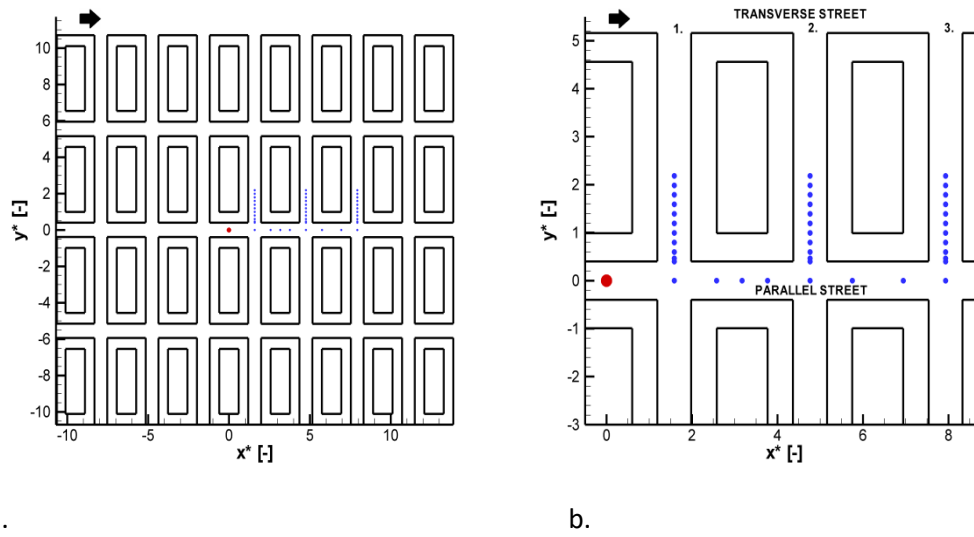 TRANSVERSE STREET
1. 2. 3.
10
8
6
4
2
0
-2
-4
-6
-8
-10
y* [-]
-10 -5 0 5 10
x* [-]
5
4
3
2
1
0
-1
-2
-3
y* [-]
PARALLEL STREET
0 2 4 6 8
x* [-]
.
b.